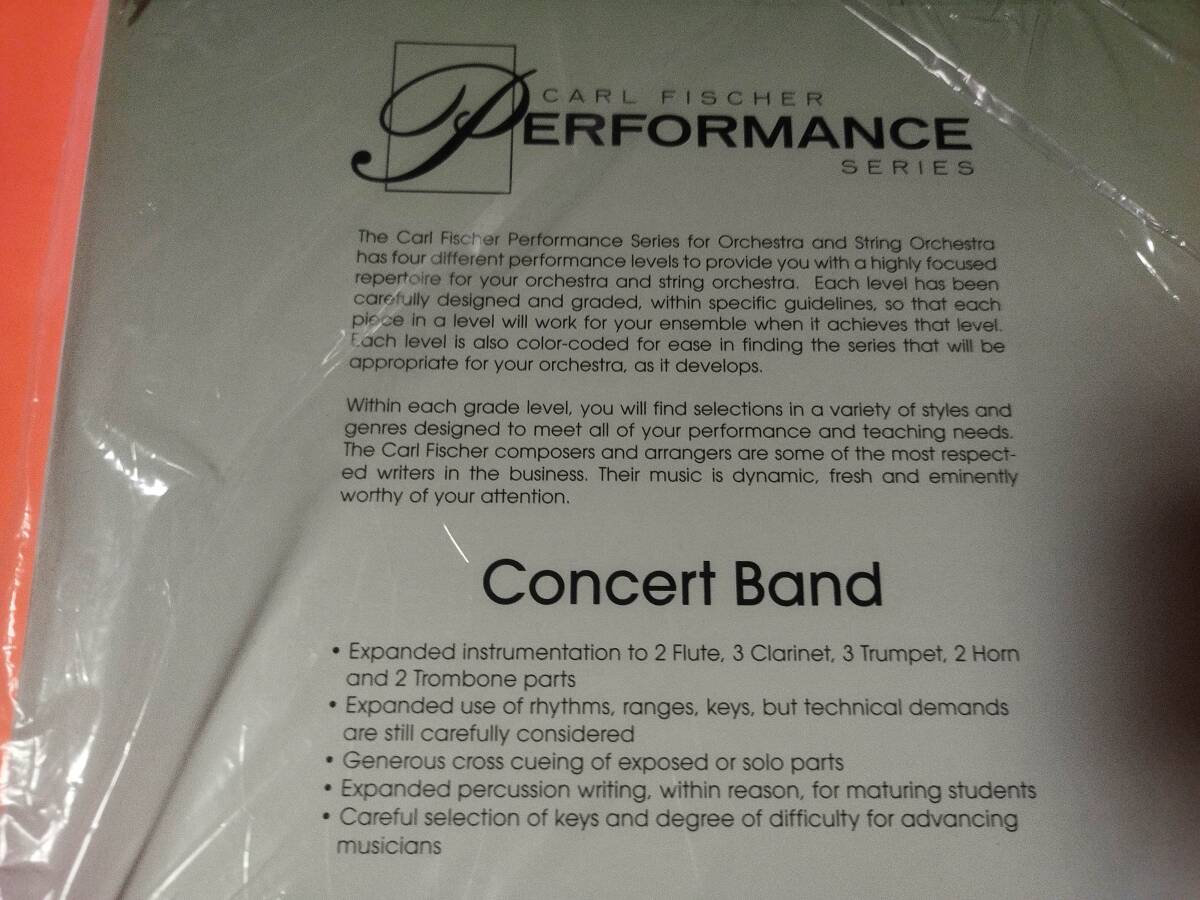 CARL FISCHER
PERFORMANCE
SERIES
The Carl Fischer Performance Series for Orchestra and String Orchestra
has four different performance levels to provide you with a highly focused
repertoire for your orchestra and string orchestra. Each level has been
carefully designed and graded, within specific guidelines, so that each
piece in a level will work for your ensemble when it achieves that level.
Each level is also color-coded for ease in finding the series that will be
appropriate for your orchestra, as it develops.
Within each grade level, you will find selections in a variety of styles and
genres designed to meet all of your performance and teaching needs.
The Carl Fischer composers and arrangers are some of the most respect-
ed writers in the business. Their music is dynamic, fresh and eminently
worthy of your attention.
Concert Band
• Expanded instrumentation to 2 Flute, 3 Clarinet, 3 Trumpet, 2 Horn
and 2 Trombone parts
• Expanded use of rhythms, ranges, keys, but technical demands
are still carefully considered
• Generous cross cueing of exposed or solo parts
• Expanded percussion writing, within reason, for maturing students
• Careful selection of keys and degree of difficulty for advancing
musicians